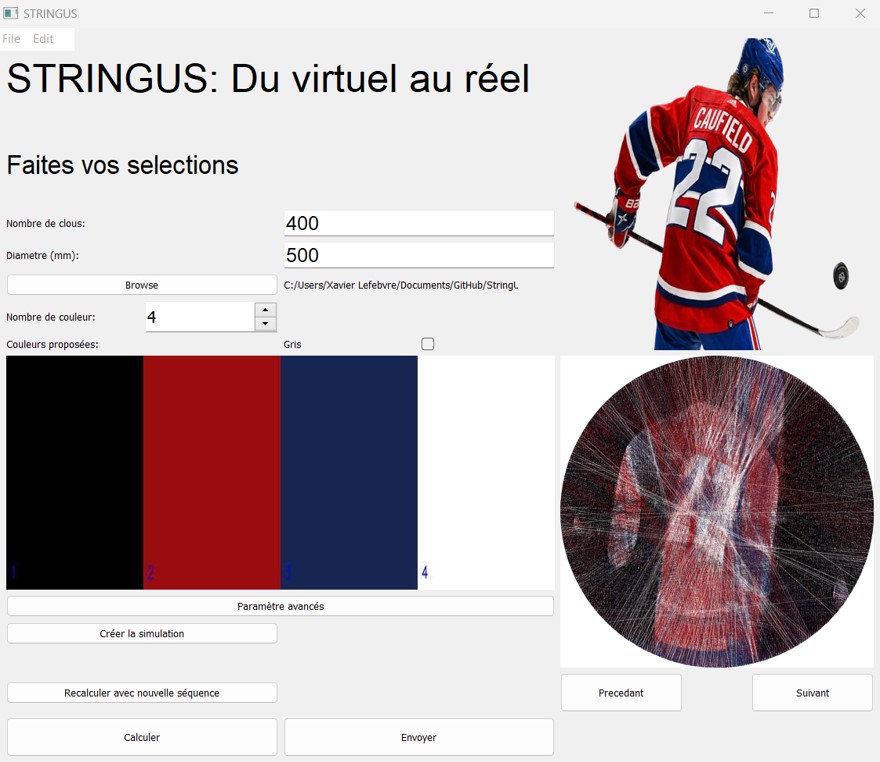 STRINGUS
File Edit
STRINGUS: Du virtuel au réel
CAUFIELD
22
Faites vos selections
Nombre de clous:
400
Diametre (mm):
500
Browse
C:/Users/Xavier Lefebvre/Documents/GitHub/StringU
Nombre de couleur:
4
Couleurs proposées:
Gris
1
2
3
4
Paramètre avancés
Créer la simulation
Recalculer avec nouvelle séquence
Precedant
Suivant
Calculer
Envoyer